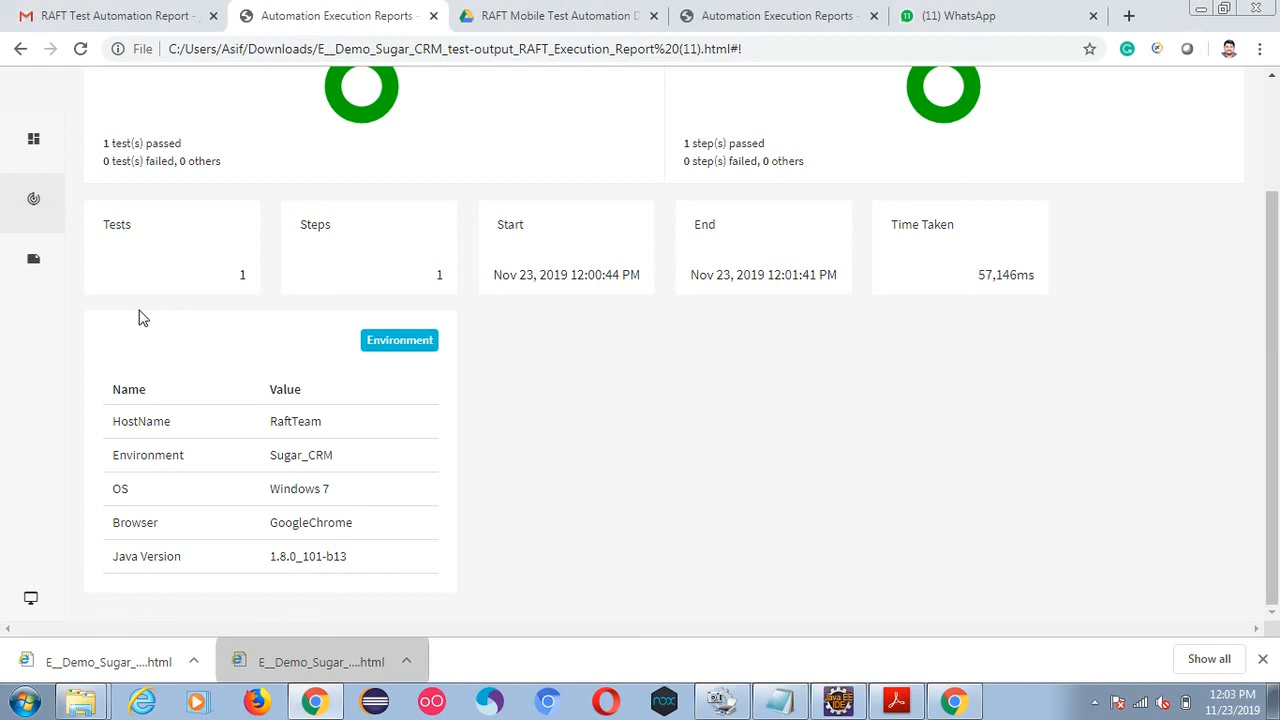 RAFT Test Automation Report -
Automation Execution Reports -
RAFT Mobile Test Automation D
Automation Execution Reports -
(11) WhatsApp
File
C:/Users/Asif/Downloads/E__Demo_Sugar_CRM_test-output_RAFT_Execution_Report%20(11).html#!
1 test(s) passed
0 test(s) failed, 0 others
1 step(s) passed
0 step(s) failed, 0 others
Tests
1
Steps
1
Start
Nov 23, 2019 12:00:44 PM
End
Nov 23, 2019 12:01:41 PM
Time Taken
57,146ms
Environment
Name Value
HostName RaftTeam
Environment Sugar_CRM
OS Windows 7
Browser GoogleChrome
Java Version 1.8.0_101-b13
E__Demo_Sugar_....html
E__Demo_Sugar_....html
Show all
nox
Java EE
IDE
12:03 PM
11/23/2019